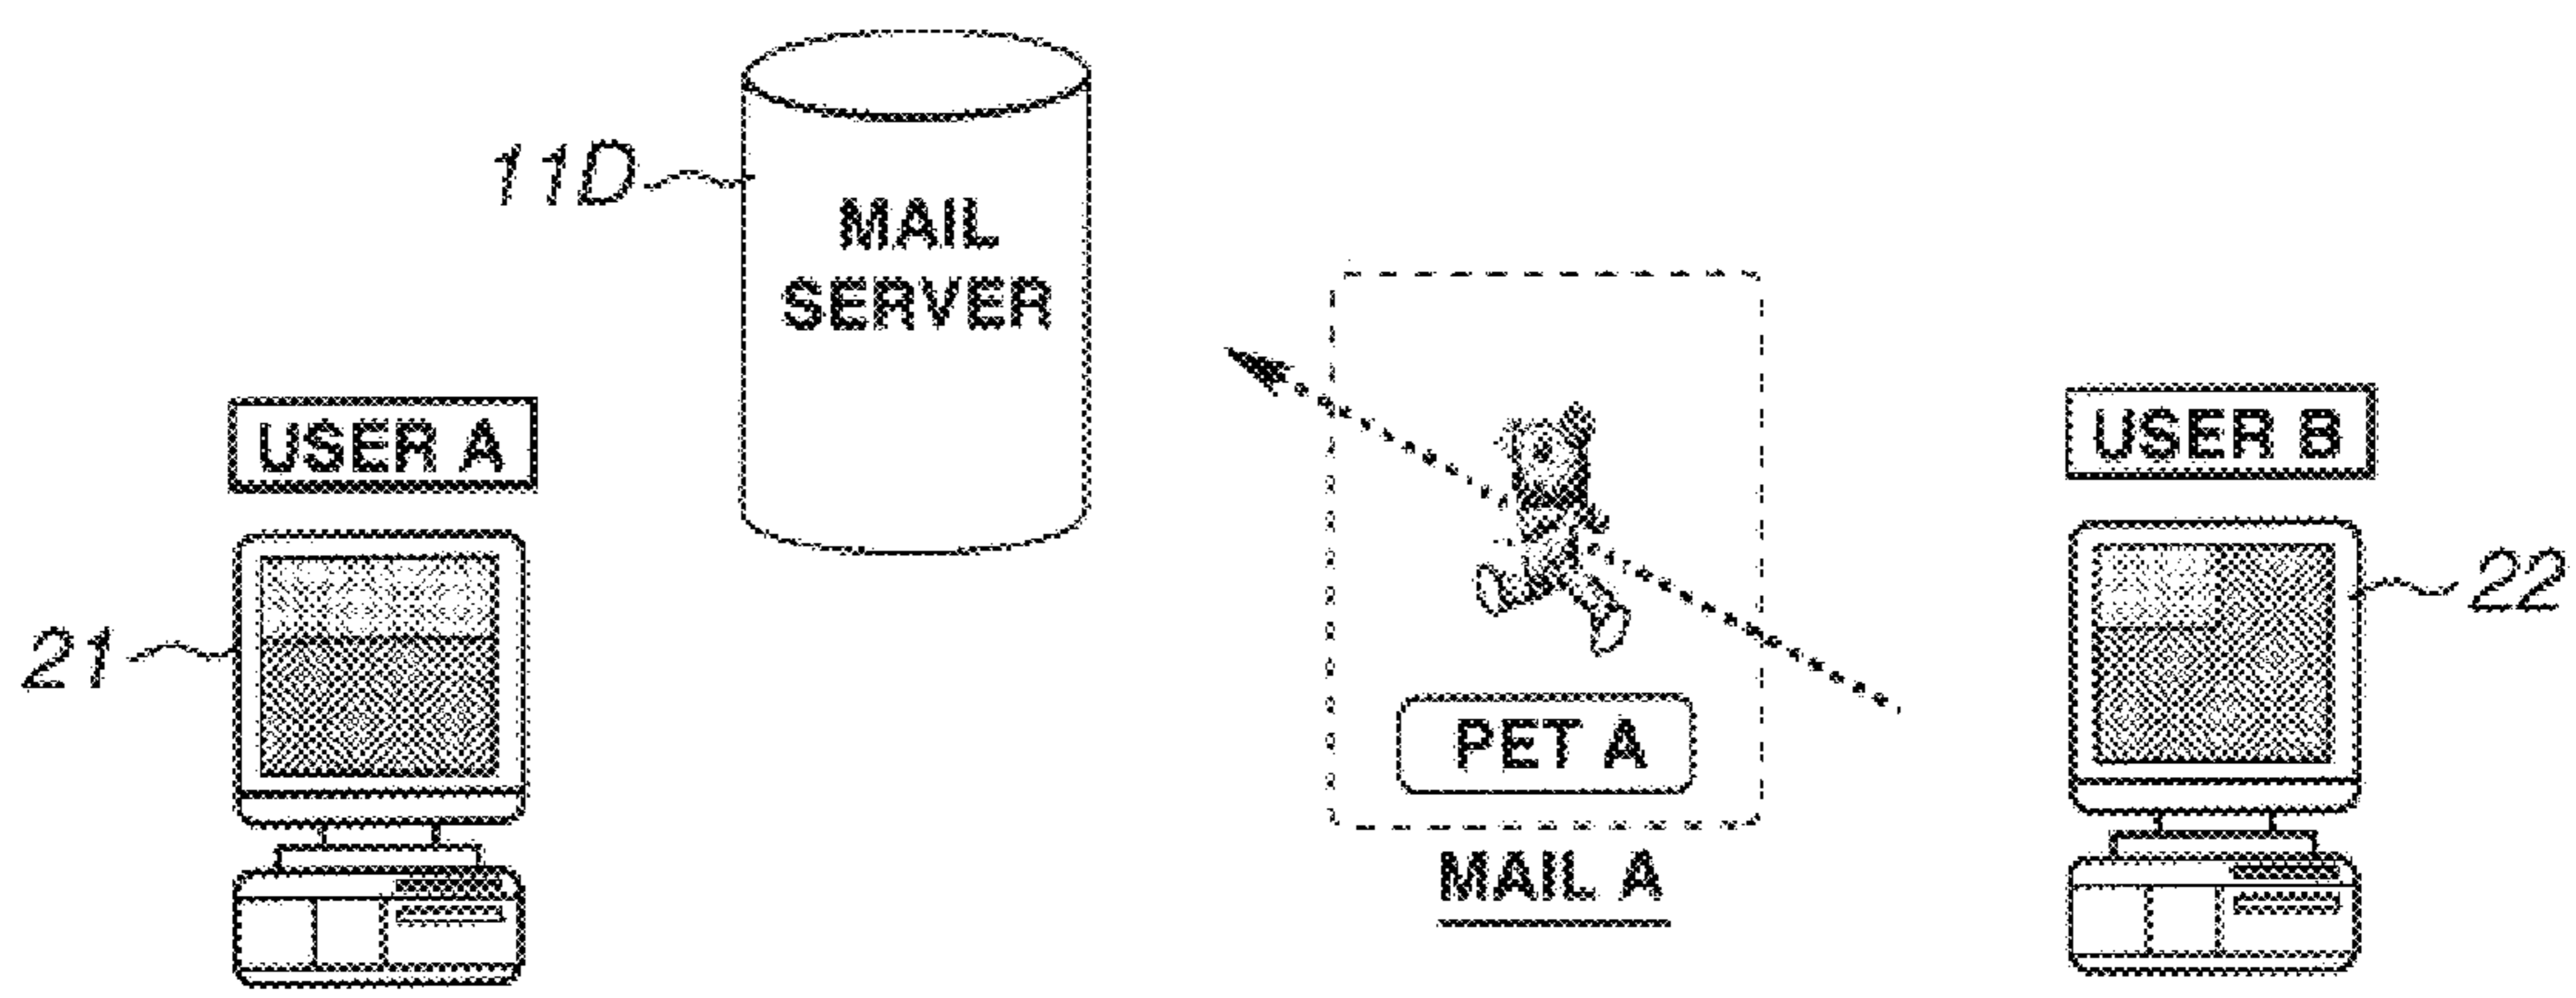 11D
MAIL
SERVER
USER A
USER B
21
22
PET A
MAIL A